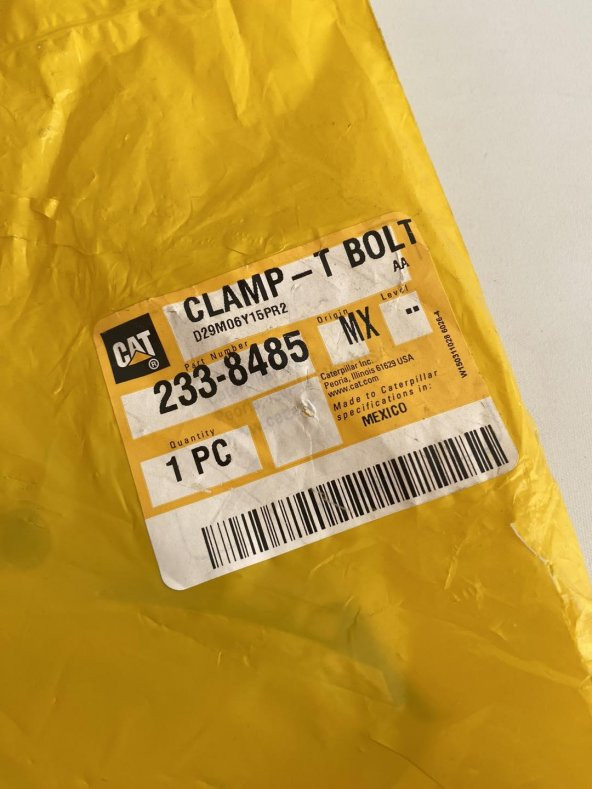 CLAMP-T BOLT
AA
D29M06Y15PR2
CAT®
Part Number
233-8485
Origin
MX
Level
--
Caterpillar Inc.
Peoria, Illinois 61629 USA
www.cat.com
Made to Caterpillar
specifications in:
MEXICO
Quantity
1 PC